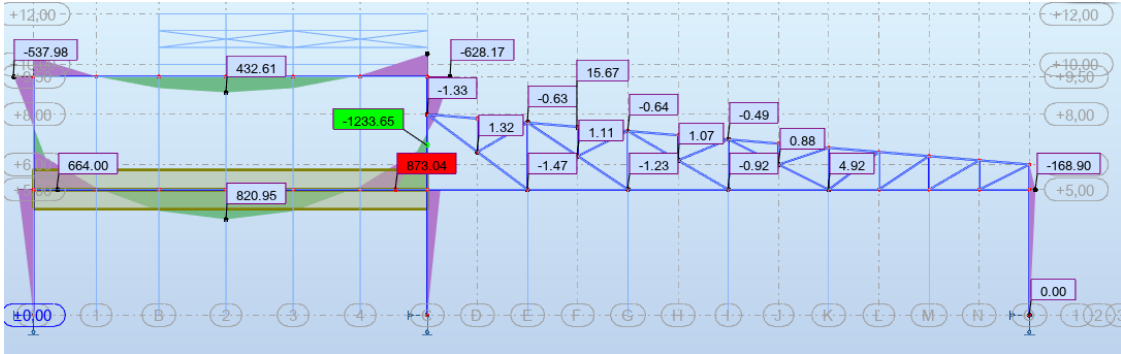 +12,00 +12,00
-537.98 -628.17
432.61 15.67
+10,00
+9,50
-1.33 -0.63 -0.64
-0.49
+8,00 -1233.65 +8,00
1.32 1.11 1.07 0.88
664.00 873.04 -1.47 -1.23 -0.92 4.92 -168.90
820.95 +5,00
0.00
±0,00 1 B 2 3 4 D E F G H I J K L M N 1 2